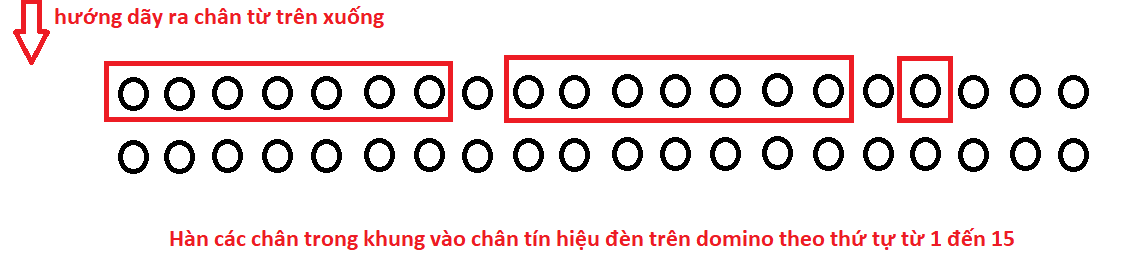 hướng dãy ra chân từ trên xuống
Hàn các chân trong khung vào chân tín hiệu đèn trên domino theo thứ tự từ 1 đến 15